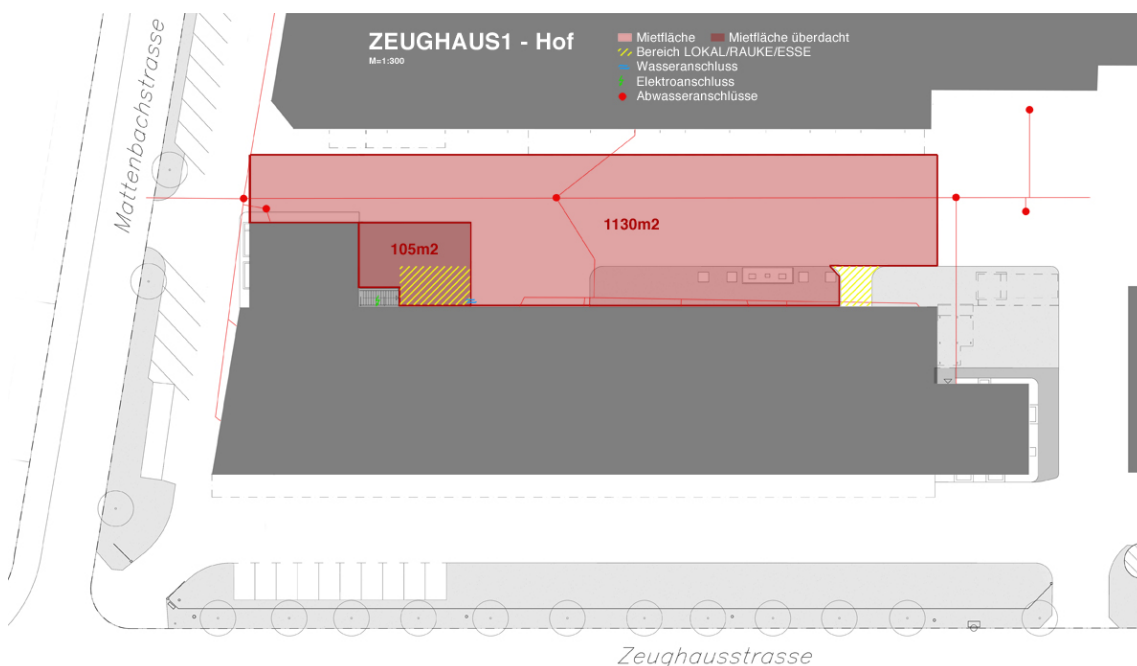 ZEUGHAUS1 - Hof
M=1:300
Mietfläche
Mietfläche überdacht
Bereich LOKAL/RAUKE/ESSE
Wasseranschluss
Elektroanschluss
Abwasseranschlüsse
Mattenbachstrasse
1130m2
105m2
Zeughausstrasse